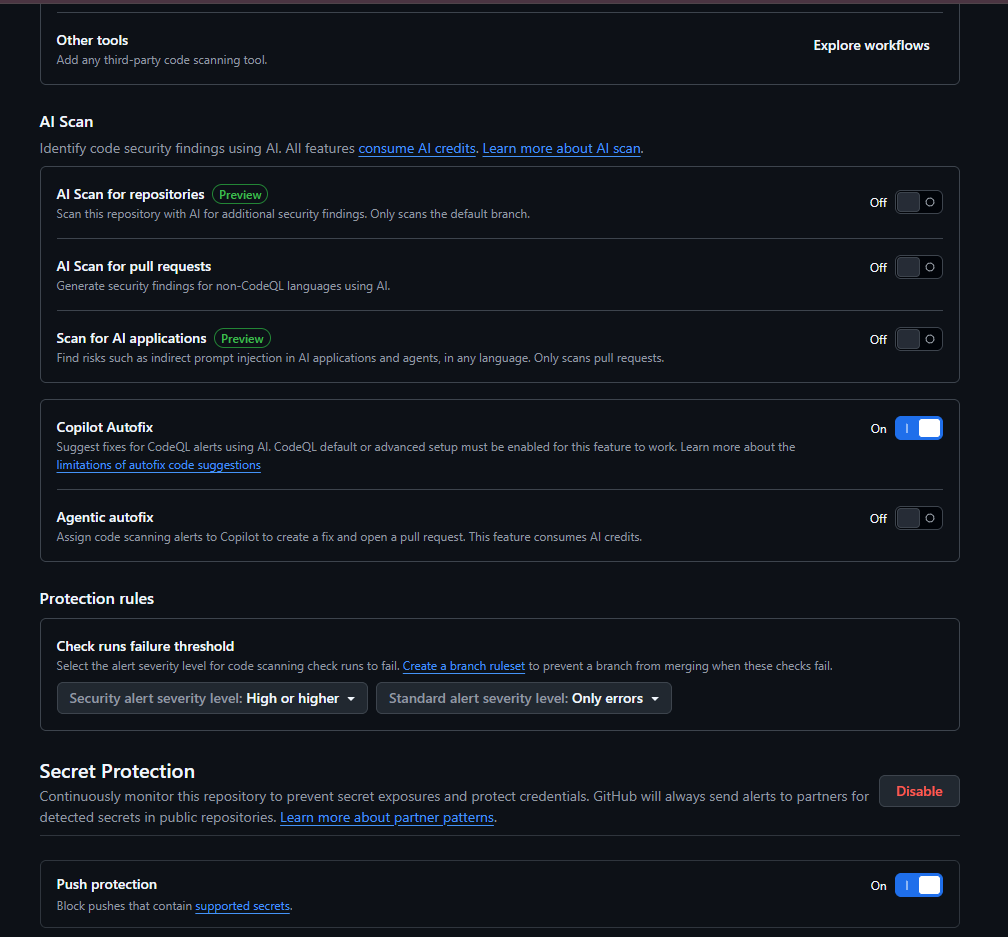 Other tools
Add any third-party code scanning tool.
Explore workflows
AI Scan
Identify code security findings using AI. All features consume AI credits. Learn more about AI scan.
AI Scan for repositories Preview
Scan this repository with AI for additional security findings. Only scans the default branch.
Off
AI Scan for pull requests
Generate security findings for non-CodeQL languages using AI.
Off
Scan for AI applications Preview
Find risks such as indirect prompt injection in AI applications and agents, in any language. Only scans pull requests.
Off
Copilot Autofix
Suggest fixes for CodeQL alerts using AI. CodeQL default or advanced setup must be enabled for this feature to work. Learn more about the
limitations of autofix code suggestions
On
Agentic autofix
Assign code scanning alerts to Copilot to create a fix and open a pull request. This feature consumes AI credits.
Off
Protection rules
Check runs failure threshold
Select the alert severity level for code scanning check runs to fail. Create a branch ruleset to prevent a branch from merging when these checks fail.
Security alert severity level: High or higher
Standard alert severity level: Only errors
Secret Protection
Continuously monitor this repository to prevent secret exposures and protect credentials. GitHub will always send alerts to partners for
detected secrets in public repositories. Learn more about partner patterns.
Disable
Push protection
Block pushes that contain supported secrets.
On